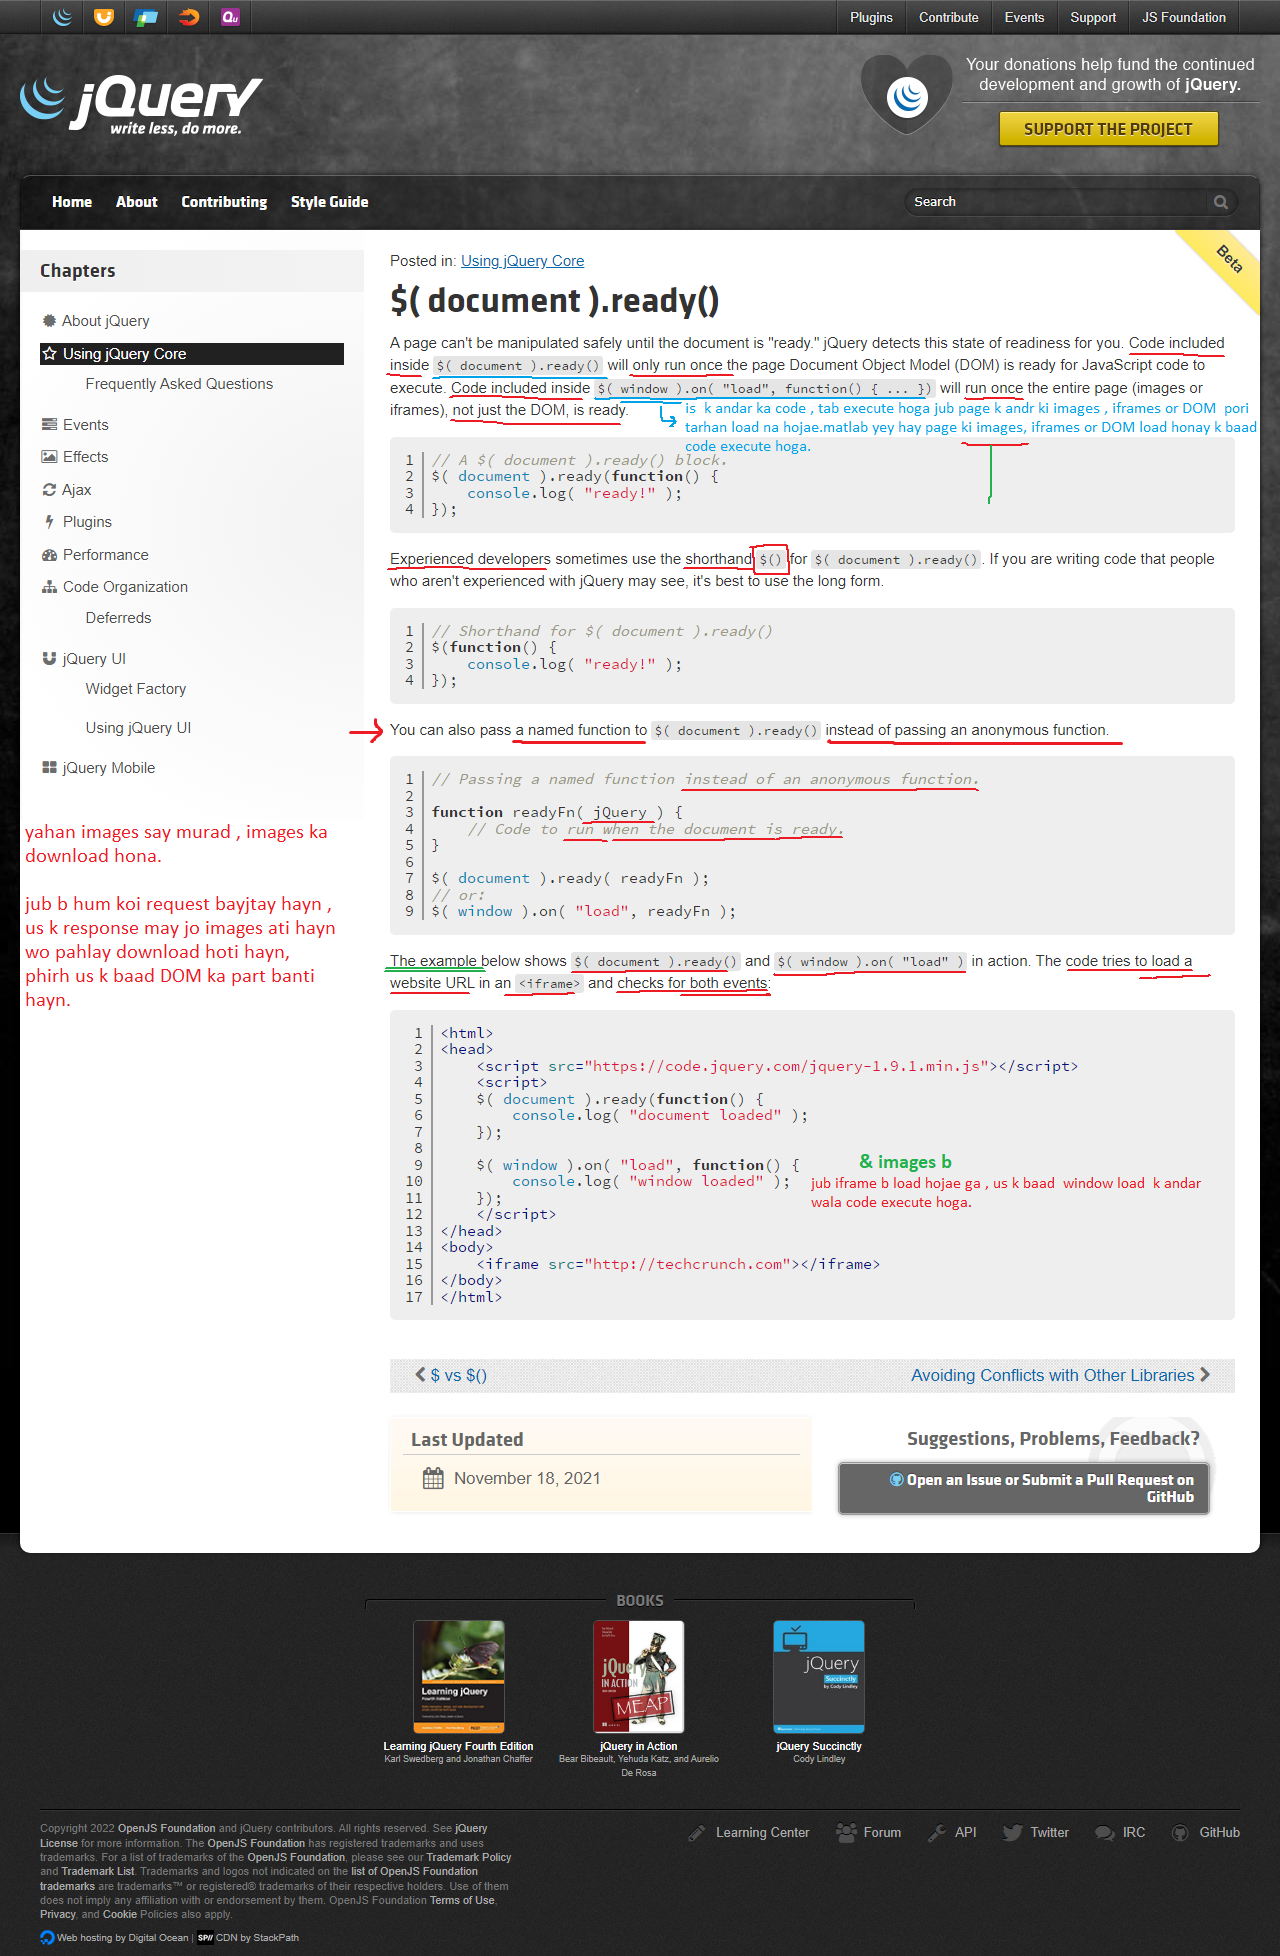 Plugins
Contribute
Events
Support
JS Foundation
jQuery
write less, do more.
Your donations help fund the continued
development and growth of jQuery.
SUPPORT THE PROJECT
Home
About
Contributing
Style Guide
Search
Beta
Chapters
About jQuery
Using jQuery Core
Frequently Asked Questions
Events
Effects
Ajax
Plugins
Performance
Code Organization
Deferreds
jQuery UI
Widget Factory
Using jQuery UI
jQuery Mobile
yahan images say murad , images ka
download hona.
jub b hum koi request bayjtay hayn ,
us k response may jo images ati hayn
wo pahlay download hoti hayn,
phirh us k baad DOM ka part banti
hayn.
Posted in: Using jQuery Core
$( document ).ready()
A page can't be manipulated safely until the document is "ready." jQuery detects this state of readiness for you. Code included
inside $( document ).ready() will only run once the page Document Object Model (DOM) is ready for JavaScript code to
execute. Code included inside $( window ).on( "load", function() { ... }) will run once the entire page (images or
iframes), not just the DOM, is ready.
is k andar ka code , tab execute hoga jub page k andr ki images , iframes or DOM pori
tarhan load na hojae.matlab yey hay page ki images, iframes or DOM load honay k baad
code execute hoga.
1 // A $( document ).ready() block.
2 $( document ).ready(function() {
3 console.log( "ready!" );
4 });
Experienced developers sometimes use the shorthand $() for $( document ).ready(). If you are writing code that people
who aren't experienced with jQuery may see, it's best to use the long form.
1 // Shorthand for $( document ).ready()
2 $(function() {
3 console.log( "ready!" );
4 });
You can also pass a named function to $( document ).ready() instead of passing an anonymous function.
1 // Passing a named function instead of an anonymous function.
2
3 function readyFn( jQuery ) {
4 // Code to run when the document is ready.
5 }
6
7 $( document ).ready( readyFn );
8 // or:
9 $( window ).on( "load", readyFn );
The example below shows $( document ).ready() and $( window ).on( "load" ) in action. The code tries to load a
website URL in an <iframe> and checks for both events:
1 <html>
2 <head>
3 <script src="https://code.jquery.com/jquery-1.9.1.min.js"></script>
4 <script>
5 $( document ).ready(function() {
6 console.log( "document loaded" );
7 });
8
9 $( window ).on( "load", function() {
10 console.log( "window loaded" );
11 });
12 </script>
13 </head>
14 <body>
15 <iframe src="http://techcrunch.com"></iframe>
16 </body>
17 </html>
& images b
jub iframe b load hojae ga , us k baad window load k andar
wala code execute hoga.
$ vs $()
Avoiding Conflicts with Other Libraries
Last Updated
November 18, 2021
Suggestions, Problems, Feedback?
Open an Issue or Submit a Pull Request on
GitHub
BOOKS
Learning jQuery
Fourth Edition
jQuery
IN ACTION
MEAP
jQuery
Succinctly
by Cody Lindley
Learning jQuery Fourth Edition
Karl Swedberg and Jonathan Chaffer
jQuery in Action
Bear Bibeault, Yehuda Katz, and Aurelio
De Rosa
jQuery Succinctly
Cody Lindley
Copyright 2022 OpenJS Foundation and jQuery contributors. All rights reserved. See jQuery
License for more information. The OpenJS Foundation has registered trademarks and uses
trademarks. For a list of trademarks of the OpenJS Foundation, please see our Trademark Policy
and Trademark List. Trademarks and logos not indicated on the list of OpenJS Foundation
trademarks are trademarks™ or registered® trademarks of their respective holders. Use of them
does not imply any affiliation with or endorsement by them. OpenJS Foundation Terms of Use,
Privacy, and Cookie Policies also apply.
Web hosting by Digital Ocean | SP// CDN by StackPath
Learning Center
Forum
API
Twitter
IRC
GitHub